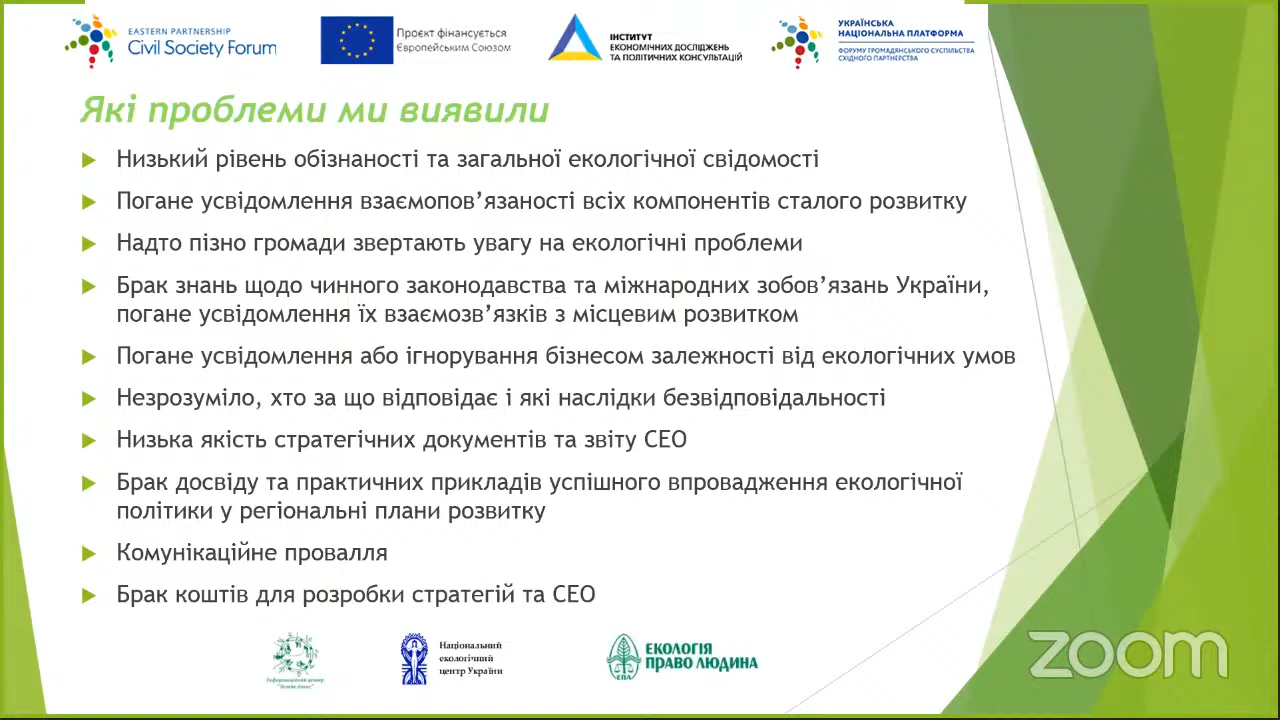 EASTERN PARTNERSHIP
Civil Society Forum
Проєкт фінансується
Європейським Союзом
ІНСТИТУТ
ЕКОНОМІЧНИХ ДОСЛІДЖЕНЬ
ТА ПОЛІТИЧНИХ КОНСУЛЬТАЦІЙ
УКРАЇНСЬКА
НАЦІОНАЛЬНА ПЛАТФОРМА
ФОРУМУ ГРОМАДЯНСЬКОГО СУСПІЛЬСТВА
СХІДНОГО ПАРТНЕРСТВА
Які проблеми ми виявили
Низький рівень обізнаності та загальної екологічної свідомості
Погане усвідомлення взаємопов’язаності всіх компонентів сталого розвитку
Надто пізно громади звертають увагу на екологічні проблеми
Брак знань щодо чинного законодавства та міжнародних зобов’язань України,
погане усвідомлення їх взаємозв’язків з місцевим розвитком
Погане усвідомлення або ігнорування бізнесом залежності від екологічних умов
Незрозуміло, хто за що відповідає і які наслідки безвідповідальності
Низька якість стратегічних документів та звіту СЕО
Брак досвіду та практичних прикладів успішного впровадження екологічної
політики у регіональні плани розвитку
Комунікаційне провалля
Брак коштів для розробки стратегій та СЕО
Інформаційний центр
"Зелене досьє"
Національний
екологічний
центр України
ЕПЛ
ЕКОЛОГІЯ
ПРАВО ЛЮДИНА
zoom